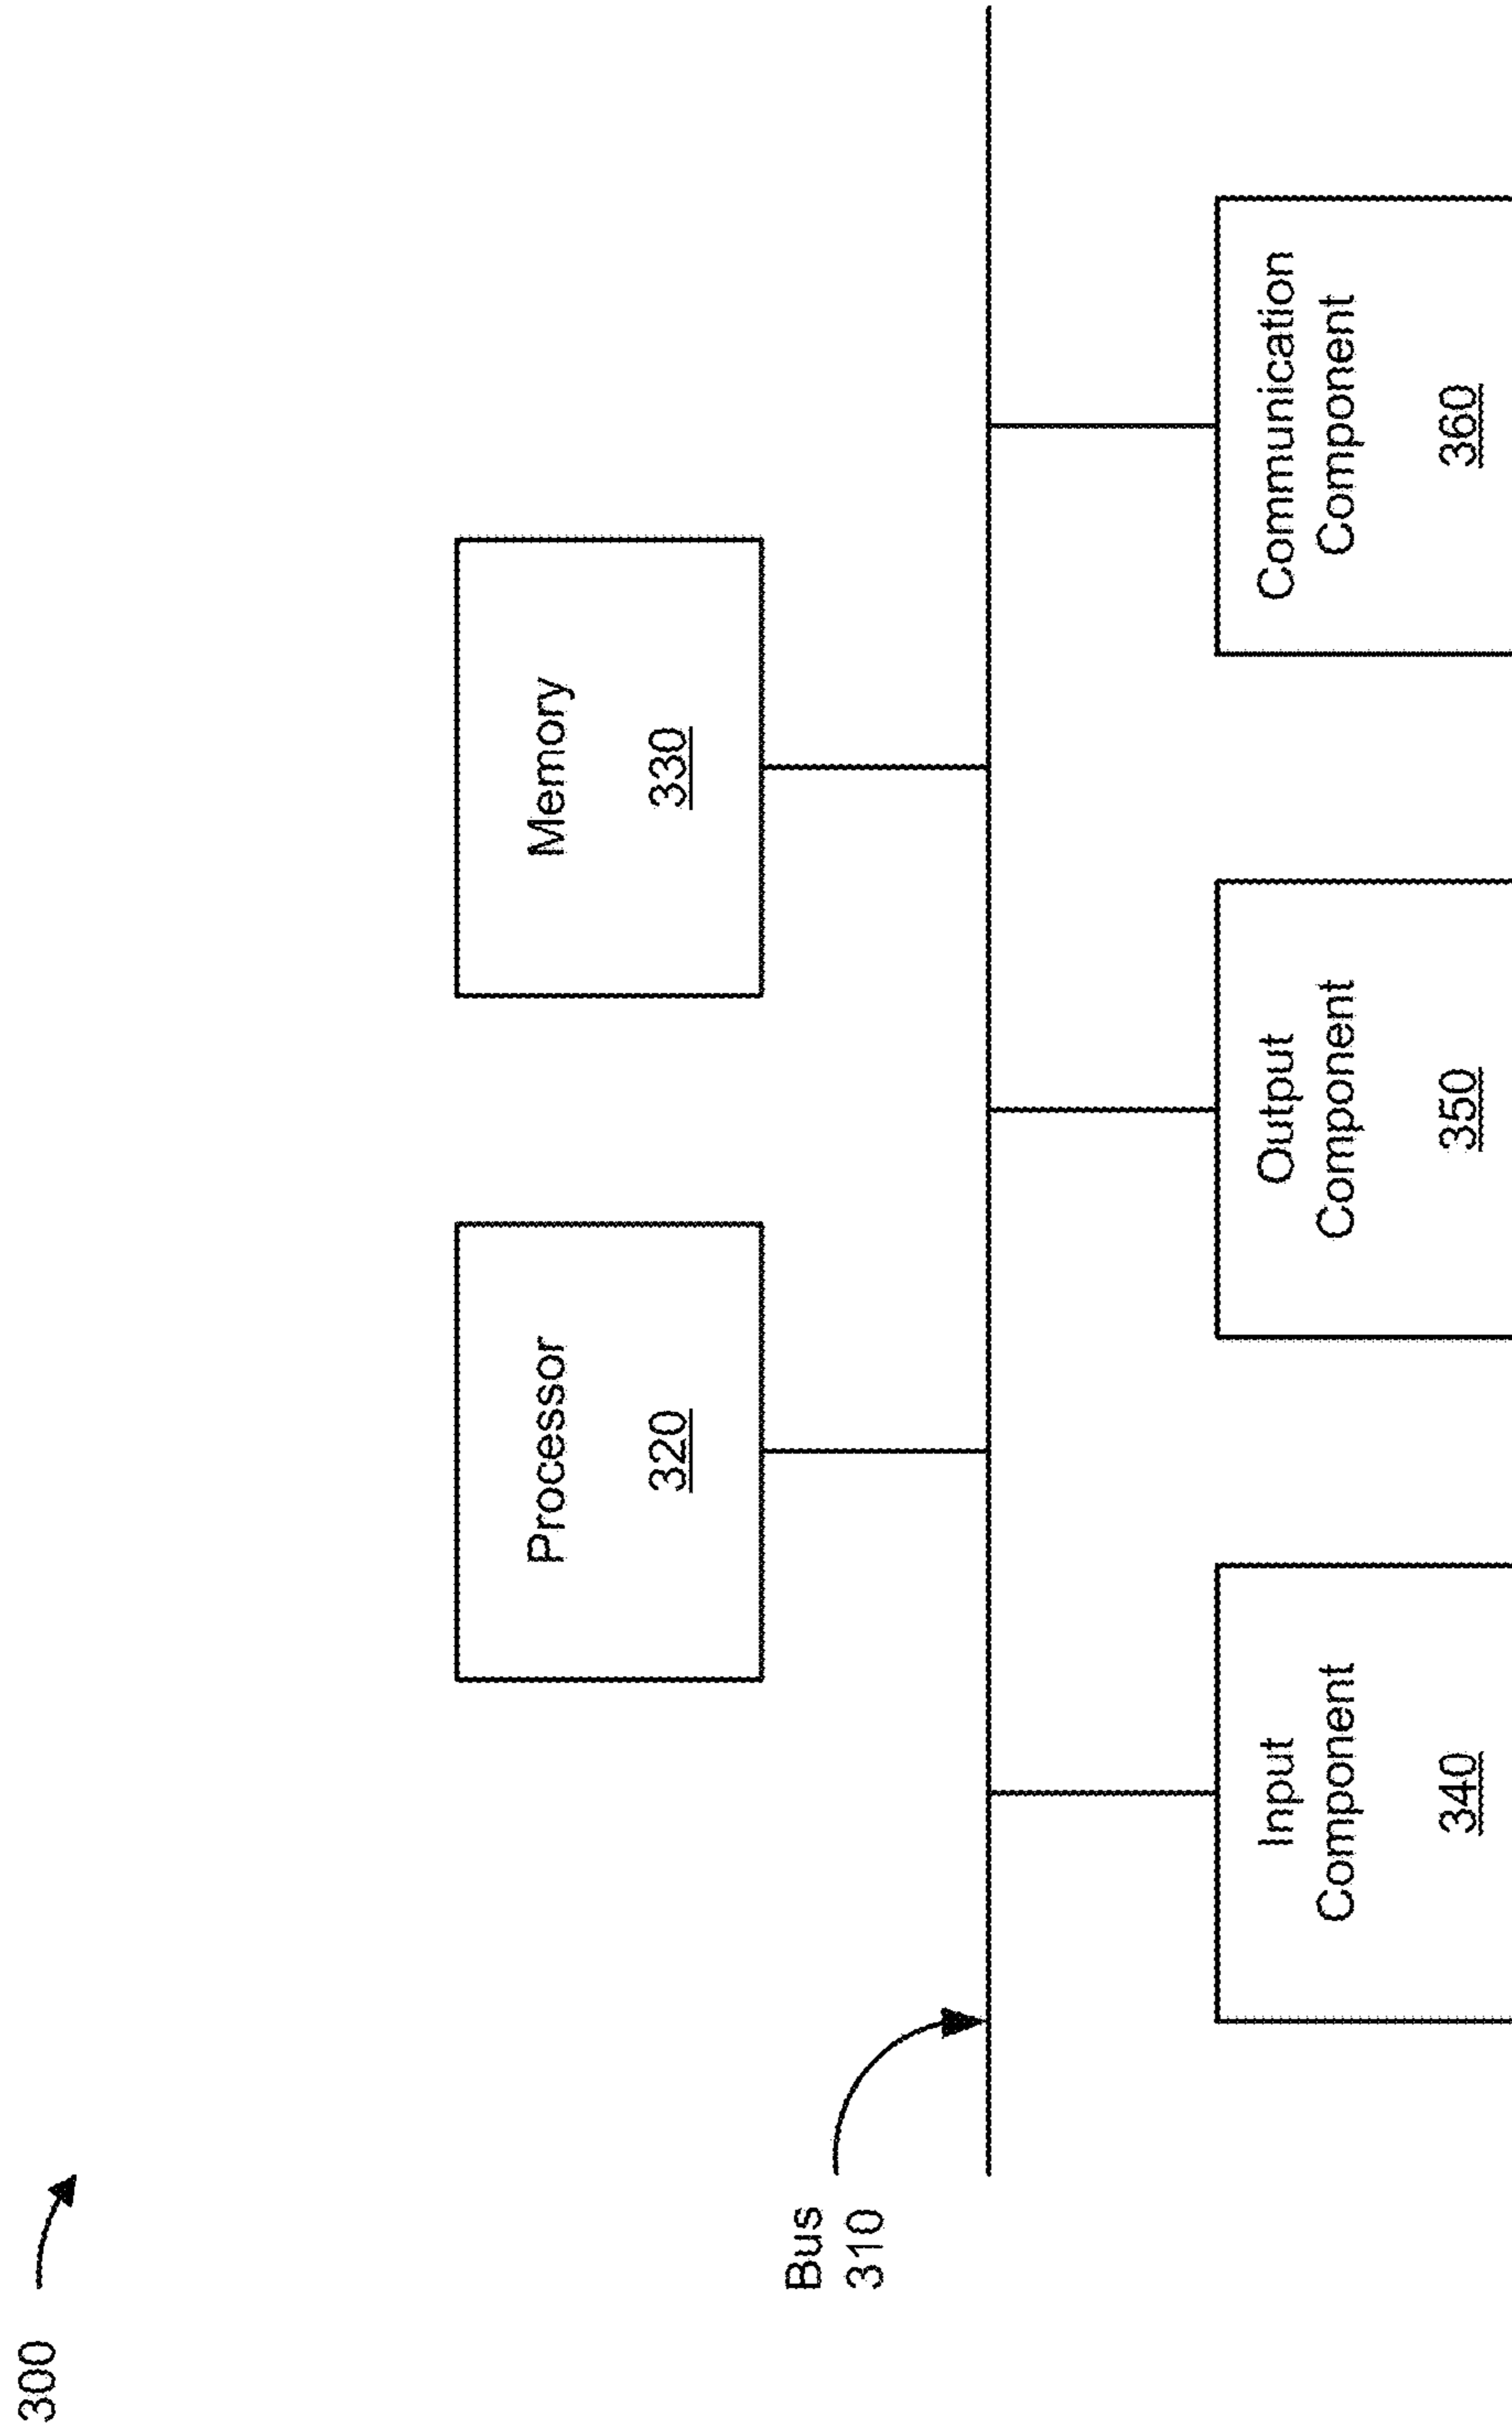 300
Bus
310
Processor
320
Memory
330
Input
Component
340
Output
Component
350
Communication
Component
360